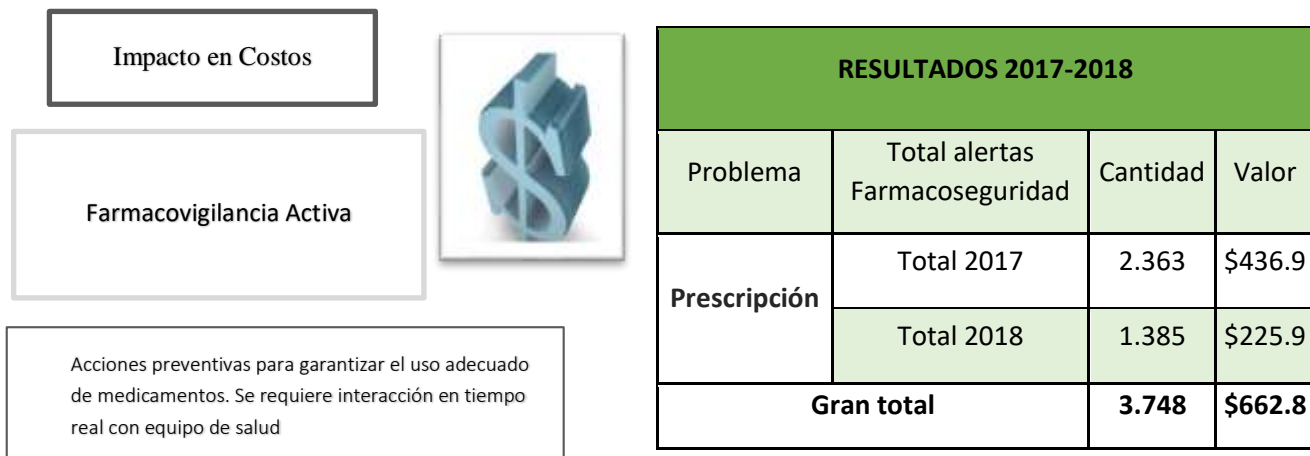 Impacto en Costos
Farmacovigilancia Activa
Acciones preventivas para garantizar el uso adecuado
de medicamentos. Se requiere interacción en tiempo
real con equipo de salud
RESULTADOS 2017-2018
Problema
Total alertas
Farmacoseguridad
Cantidad
Valor
Prescripción
Total 2017
2.363
$436.9
Total 2018
1.385
$225.9
Gran total
3.748
$662.8